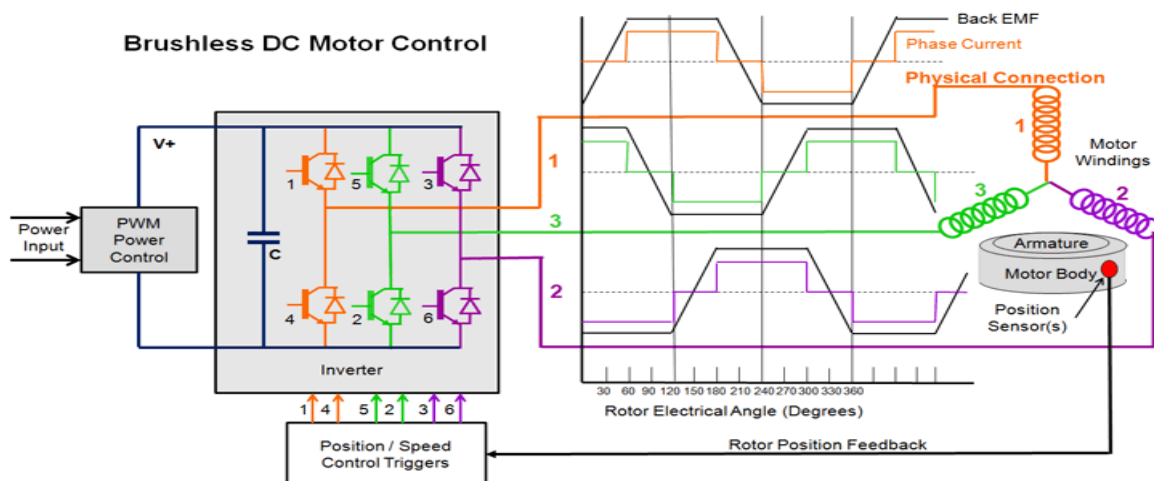 Brushless DC Motor Control
Back EMF
Phase Current
Physical Connection
V+
1
5
3
1
1
Motor
Windings
3
2
Power
Input
PWM
Power
Control
C
3
Armature
Motor Body
4
2
6
2
Position
Sensor(s)
Inverter
30 60 90 120 150 180 210 240 270 300 330 360
Rotor Electrical Angle (Degrees)
1 4 5 2 3 6
Position / Speed
Control Triggers
Rotor Position Feedback